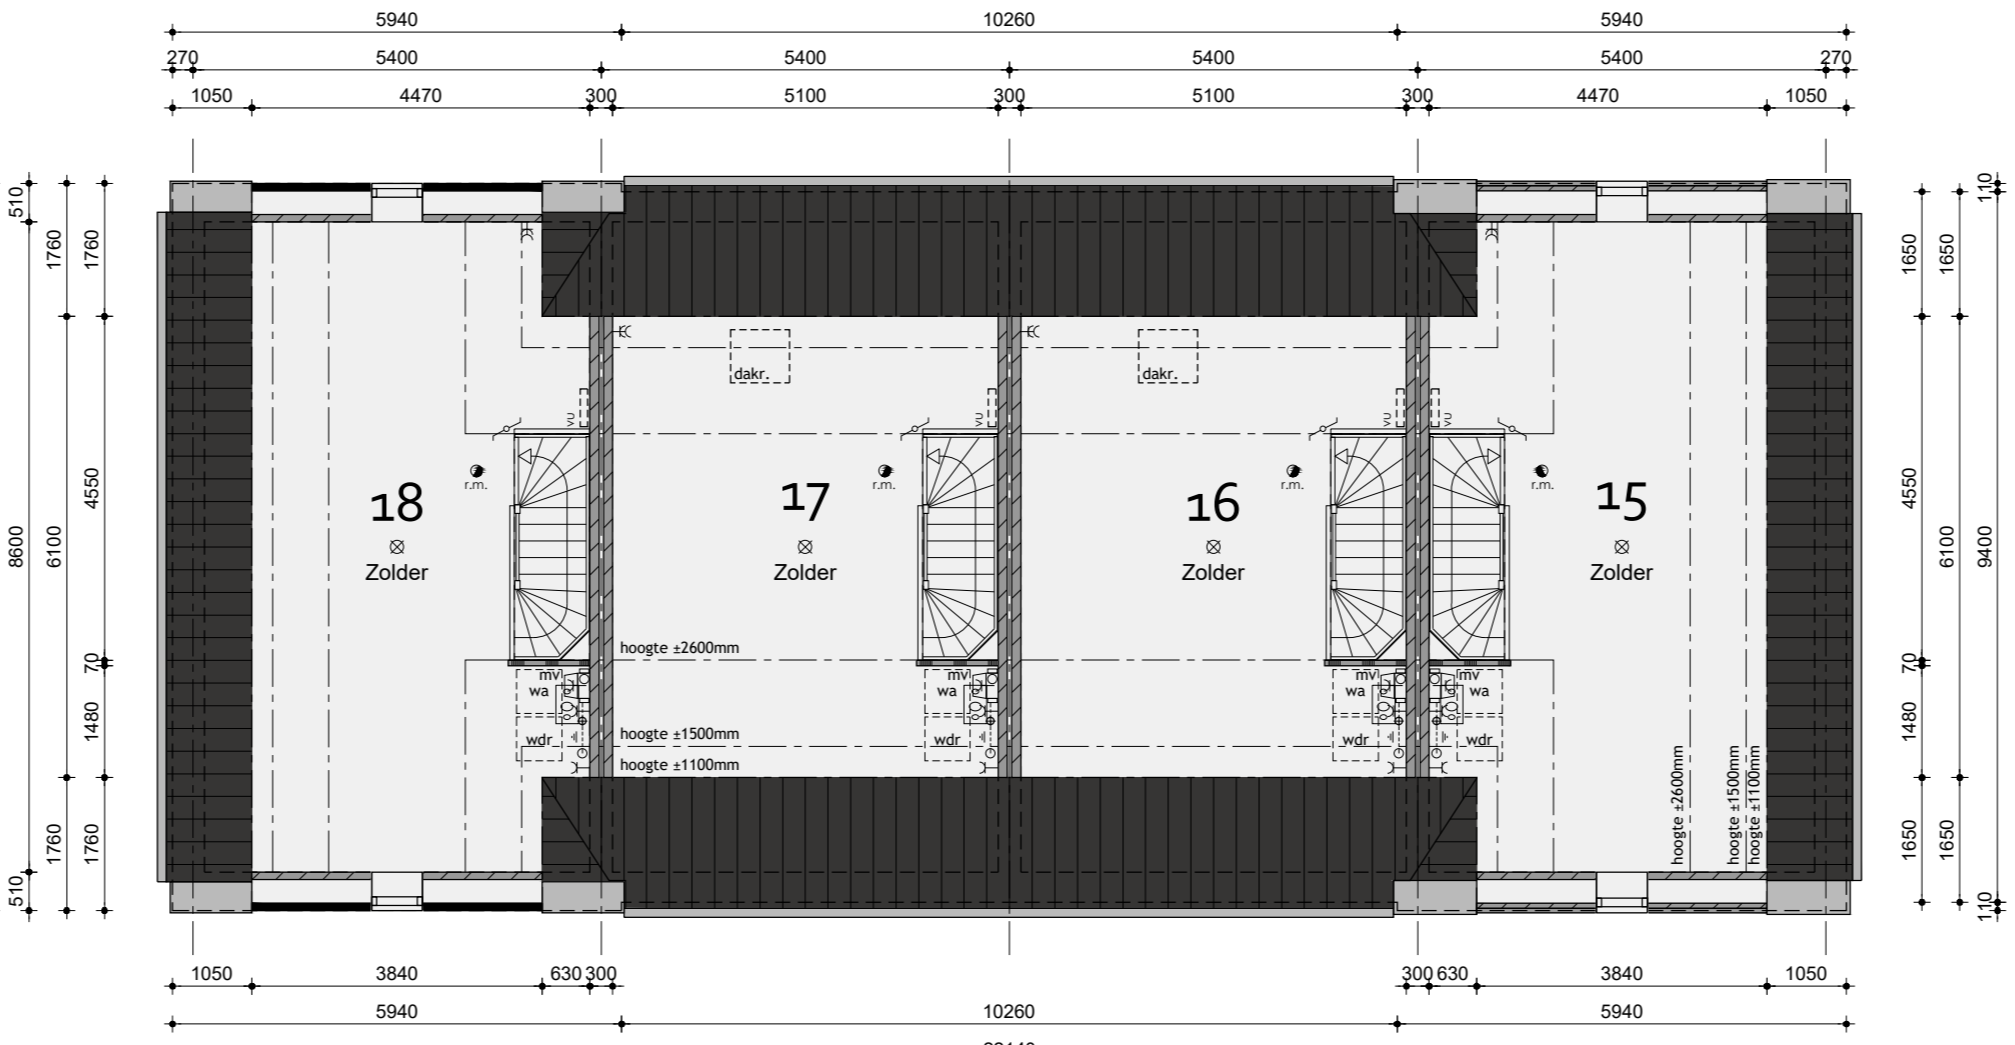 5940 10260 5940
270 5400 5400 5400 5400 270
1050 4470 300 5100 300 5100 300 4470 1050
510 1760 1760
110 1650 1650
dakr. dakr.
VU VU VU VU
r.m. r.m. r.m. r.m.
18 17 16 15
Zolder Zolder Zolder Zolder
8600 6100 4550
4550 6100 9400
hoogte ±2600mm
70 70
mv mv mv mv
wa wa wa wa
1480 1480
hoogte ±1500mm
wdr wdr wdr wdr
hoogte ±1100mm
hoogte ±2600mm
hoogte ±1500mm
hoogte ±1100mm
510 1760 1760
1650 1650 110
1050 3840 630 300 300 630 3840 1050
5940 10260 5940